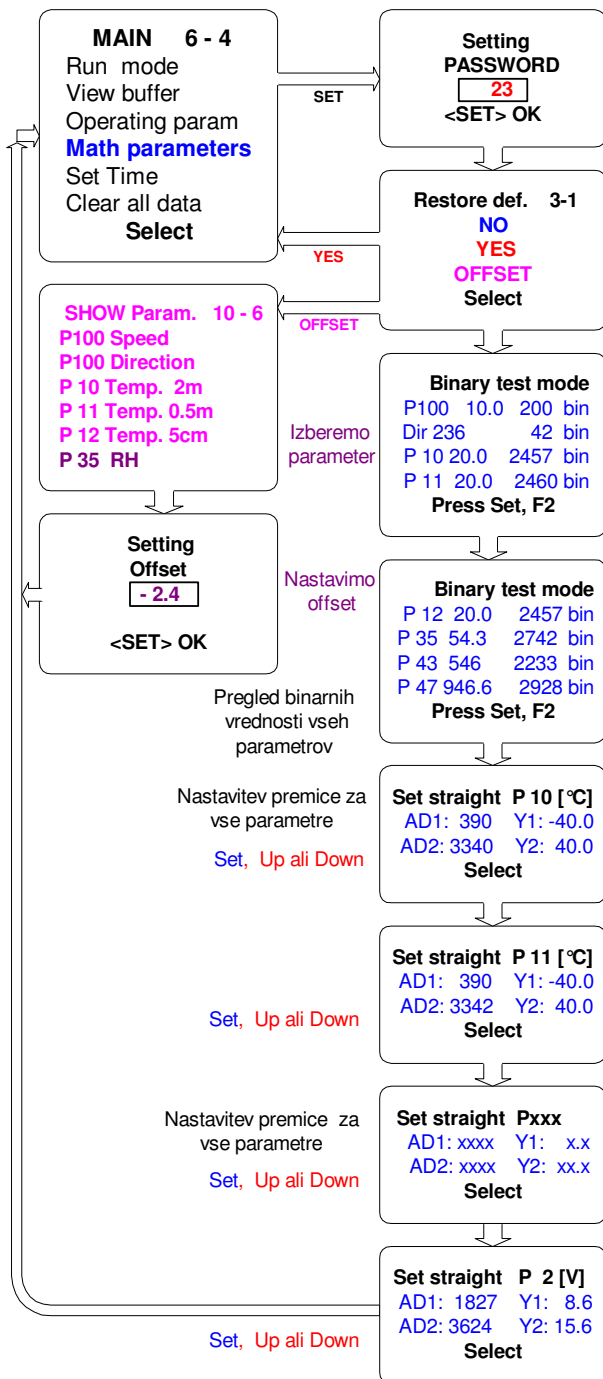 MAIN 6 - 4
Run mode
View buffer
Operating param
Math parameters
Set Time
Clear all data
Select
SET
Setting
PASSWORD
23
<SET> OK
Restore def. 3-1
NO
YES
OFFSET
Select
YES
OFFSET
SHOW Param. 10 - 6
P100 Speed
P100 Direction
P 10 Temp. 2m
P 11 Temp. 0.5m
P 12 Temp. 5cm
P 35 RH
Izberemo
parameter
Binary test mode
P100 10.0 200 bin
Dir 236 42 bin
P 10 20.0 2457 bin
P 11 20.0 2460 bin
Press Set, F2
Setting
Offset
- 2.4
<SET> OK
Nastavimo
offset
Binary test mode
P 12 20.0 2457 bin
P 35 54.3 2742 bin
P 43 546 2233 bin
P 47 946.6 2928 bin
Press Set, F2
Pregled binarnih
vrednosti vseh
parametrov
Nastavitev premice za
vse parametre
Set, Up ali Down
Set straight P 10 [°C]
AD1: 390 Y1: -40.0
AD2: 3340 Y2: 40.0
Select
Set straight P 11 [°C]
AD1: 390 Y1: -40.0
AD2: 3342 Y2: 40.0
Select
Set, Up ali Down
Nastavitev premice za
vse parametre
Set, Up ali Down
Set straight Pxxx
AD1: xxxx Y1: x.x
AD2: xxxx Y2: xx.x
Select
Set straight P 2 [V]
AD1: 1827 Y1: 8.6
AD2: 3624 Y2: 15.6
Select
Set, Up ali Down